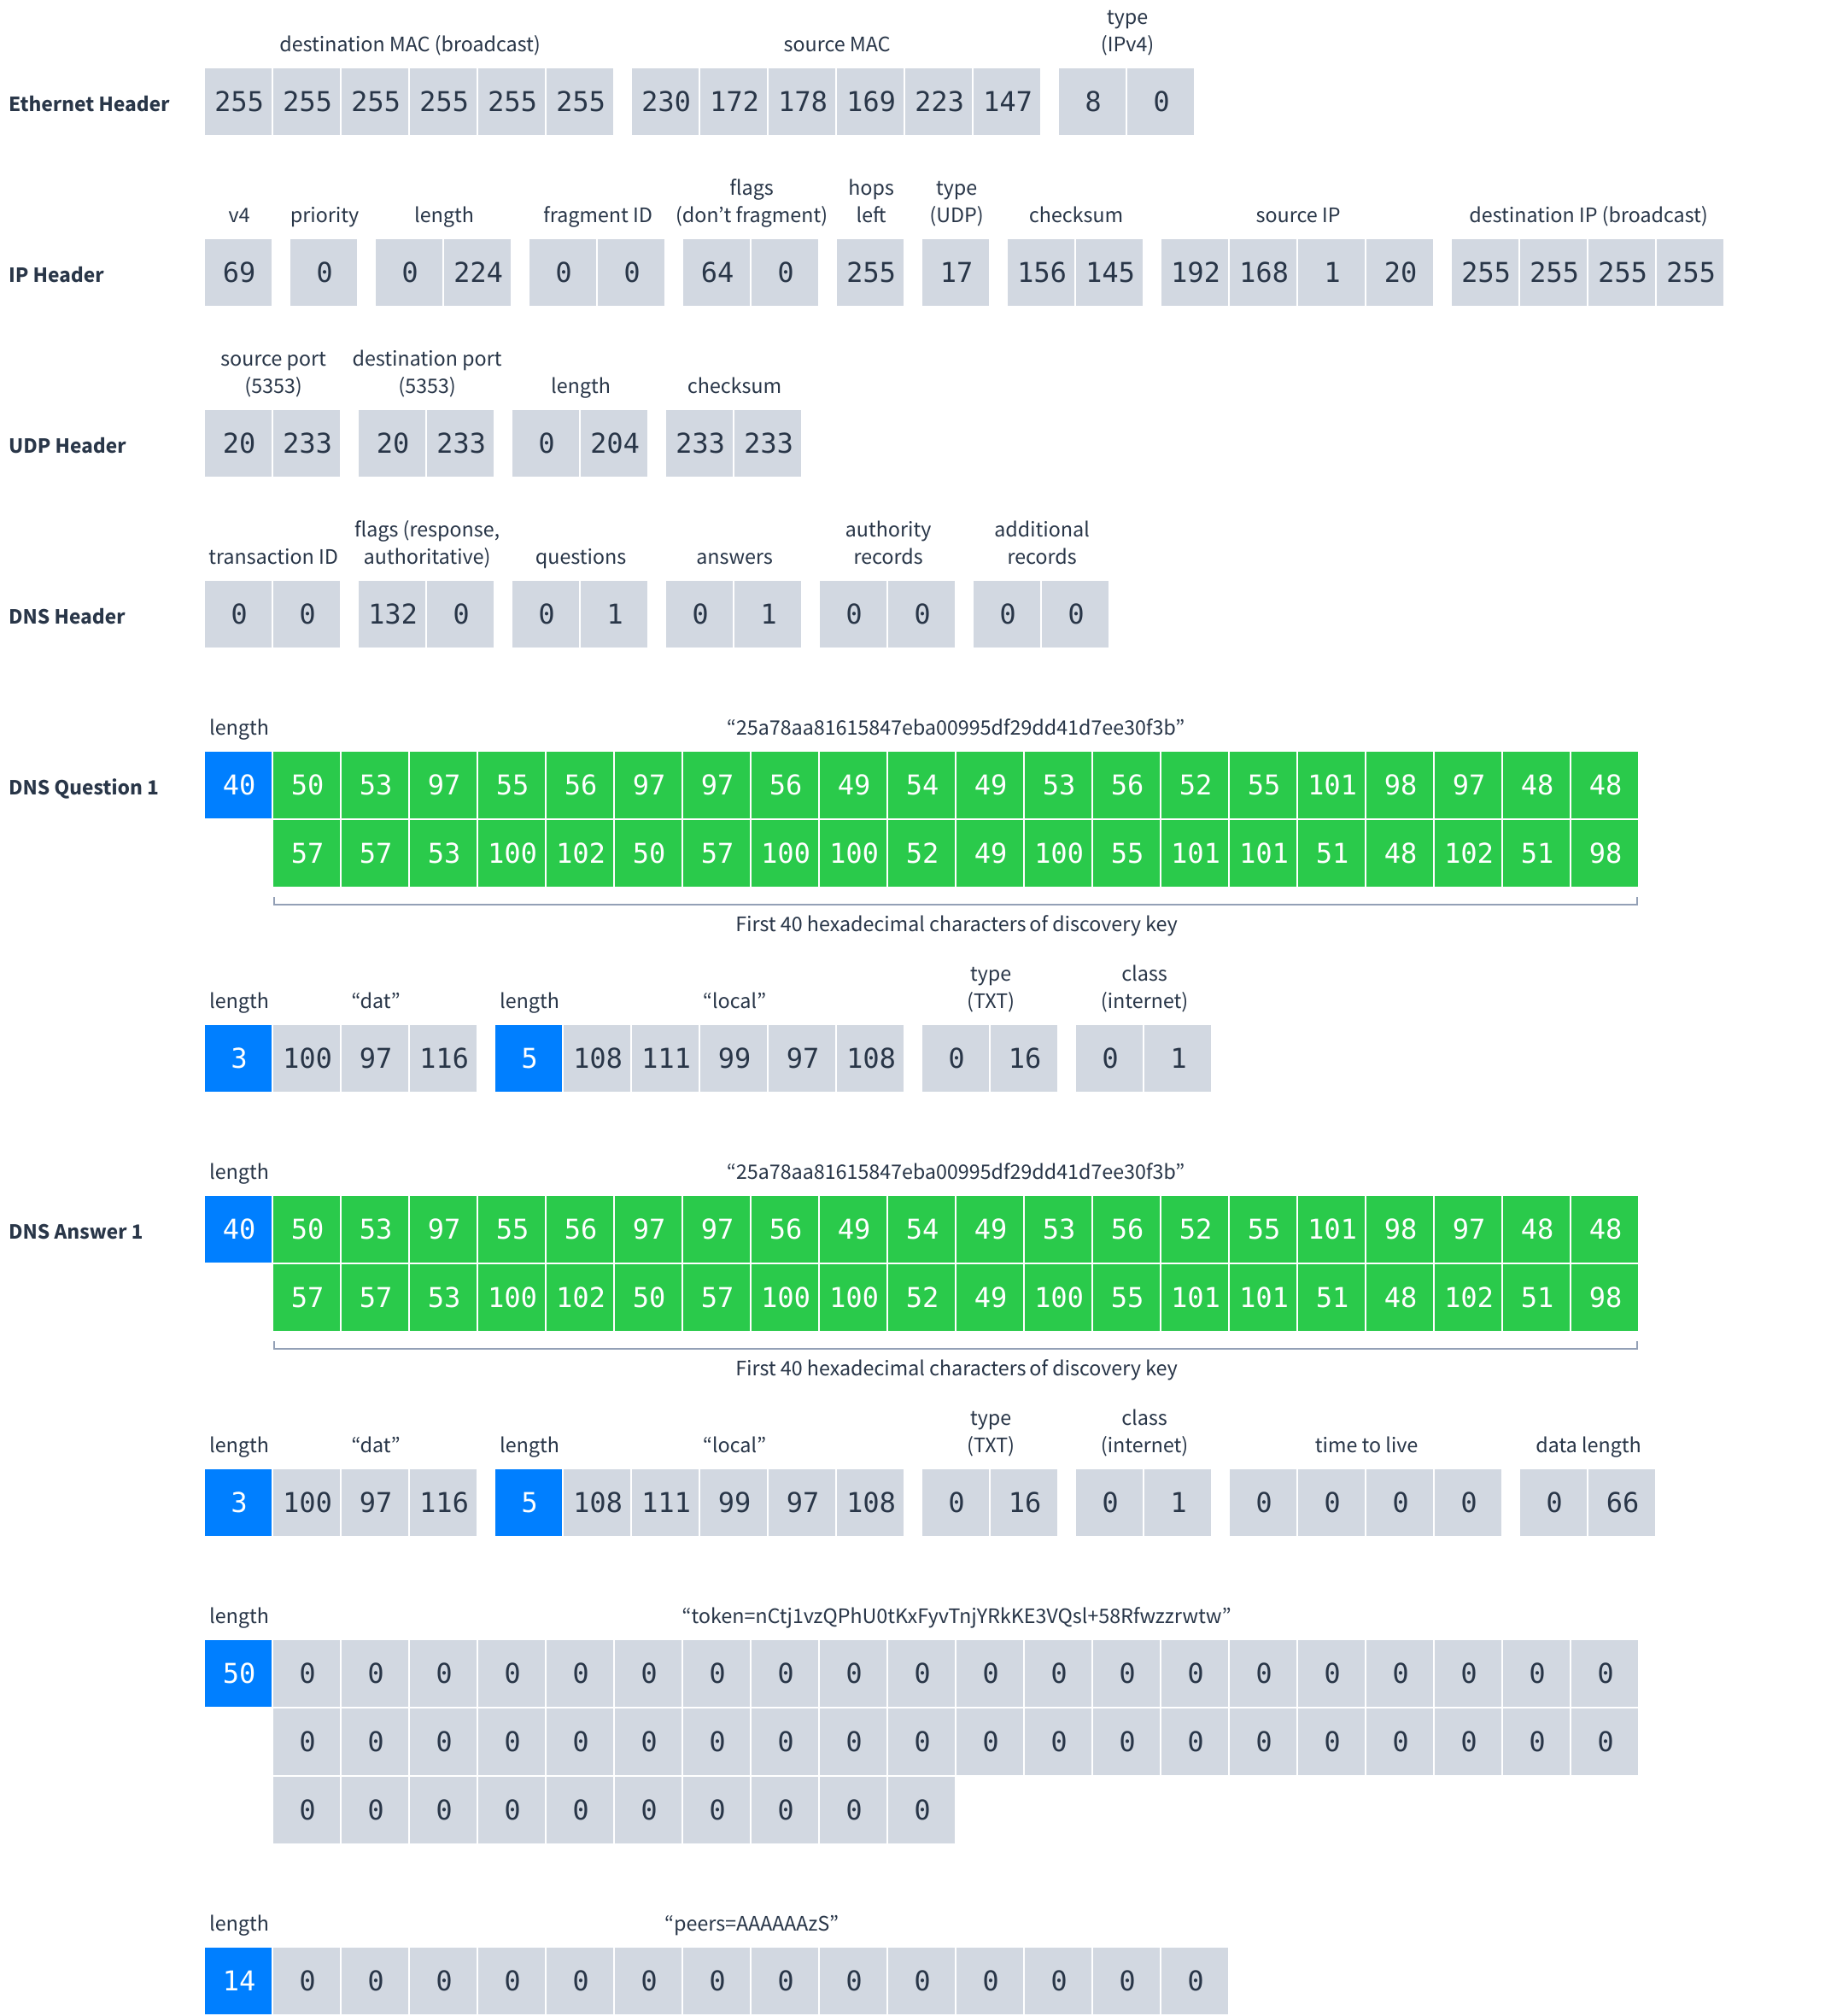 type
destination MAC (broadcast) source MAC (IPv4)
Ethernet Header 255 255 255 255 255 255 230 172 178 169 223 147 8 0
flags hops type
v4 priority length fragment ID (don’t fragment) left (UDP) checksum source IP destination IP (broadcast)
IP Header 69 0 0 224 0 0 64 0 255 17 156 145 192 168 1 20 255 255 255 255
source port destination port
(5353) (5353) length checksum
UDP Header 20 233 20 233 0 204 233 233
flags (response, authority additional
transaction ID authoritative) questions answers records records
DNS Header 0 0 132 0 0 1 0 1 0 0 0 0
length “25a78aa81615847eba00995df29dd41d7ee30f3b”
DNS Question 1 40 50 53 97 55 56 97 97 56 49 54 49 53 56 52 55 101 98 97 48 48
57 57 53 100 102 50 57 100 100 52 49 100 55 101 101 51 48 102 51 98
First 40 hexadecimal characters of discovery key
type class
length “dat” length “local” (TXT) (internet)
3 100 97 116 5 108 111 99 97 108 0 16 0 1
length “25a78aa81615847eba00995df29dd41d7ee30f3b”
DNS Answer 1 40 50 53 97 55 56 97 97 56 49 54 49 53 56 52 55 101 98 97 48 48
57 57 53 100 102 50 57 100 100 52 49 100 55 101 101 51 48 102 51 98
First 40 hexadecimal characters of discovery key
type class
length “dat” length “local” (TXT) (internet) time to live data length
3 100 97 116 5 108 111 99 97 108 0 16 0 1 0 0 0 0 0 66
length “token=nCtj1vzQPhU0tKxFyvTnjYRkKE3VQsl+58Rfwzzrwtw”
50 0 0 0 0 0 0 0 0 0 0 0 0 0 0 0 0 0 0 0 0
0 0 0 0 0 0 0 0 0 0 0 0 0 0 0 0 0 0 0 0
0 0 0 0 0 0 0 0 0 0
length “peers=AAAAAAzS”
14 0 0 0 0 0 0 0 0 0 0 0 0 0 0